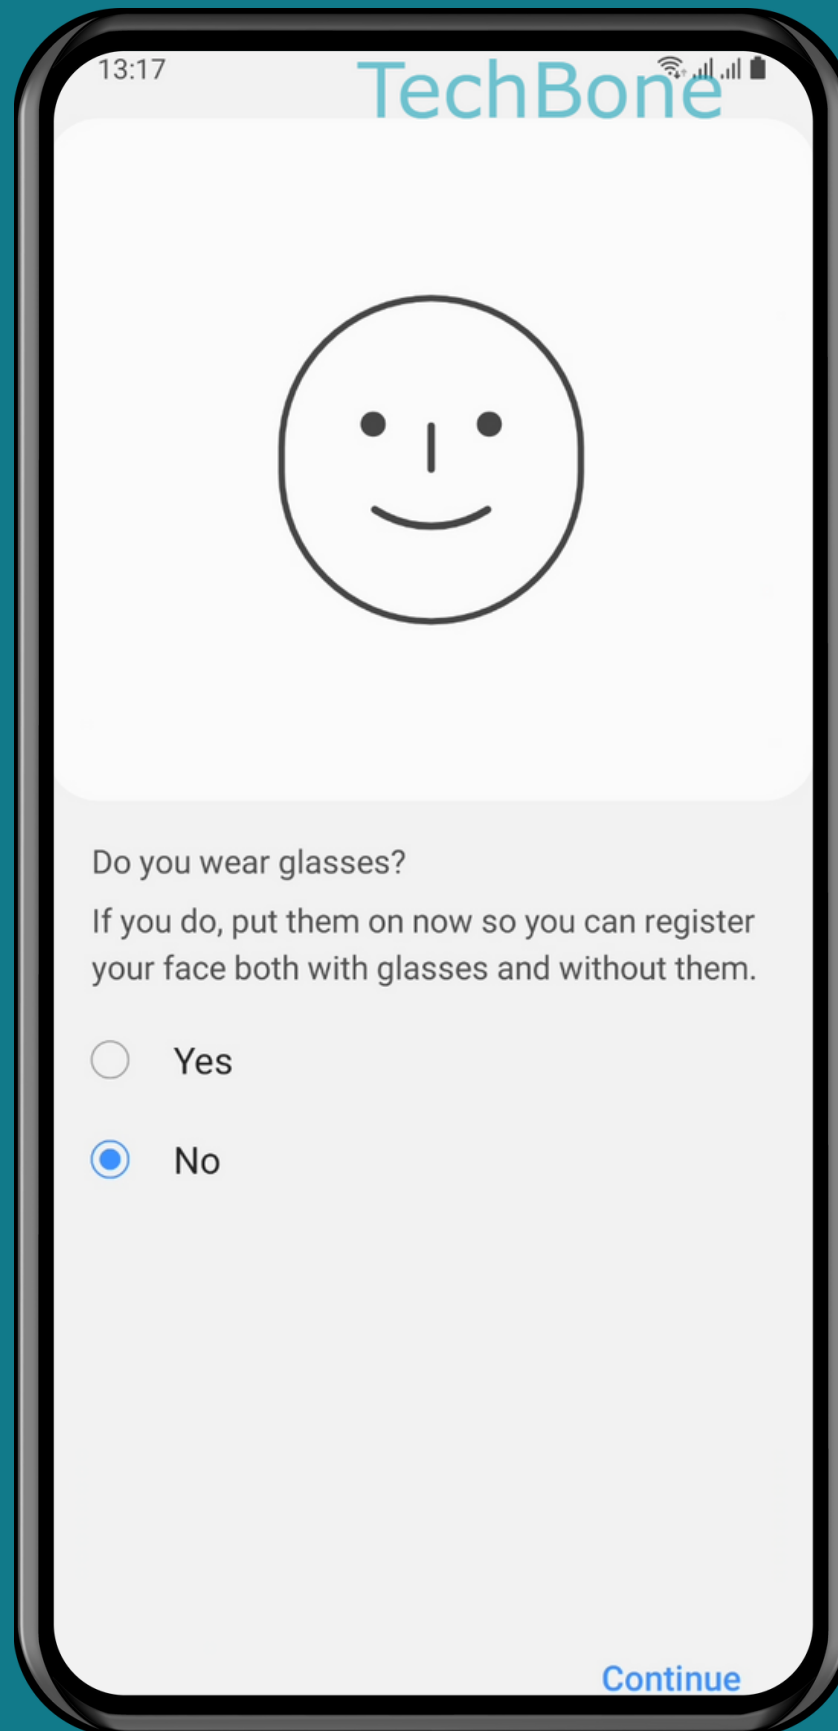 13:17
TechBone
Do you wear glasses?
If you do, put them on now so you can register
your face both with glasses and without them.
Yes
No
Continue